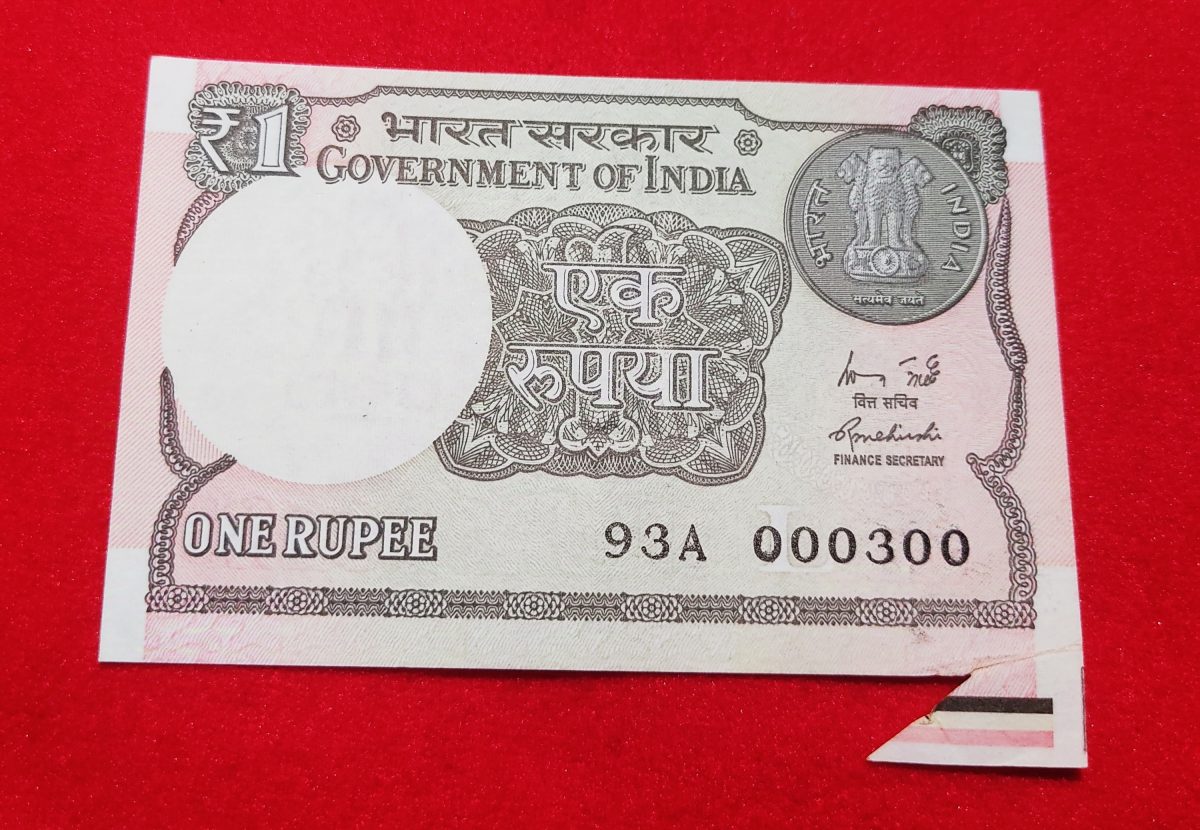 ₹1
भारत सरकार
GOVERNMENT OF INDIA
भारत
INDIA
सत्यमेव जयते
एक
रुपया
वित्त सचिव
FINANCE SECRETARY
ONE RUPEE
93A L 000300